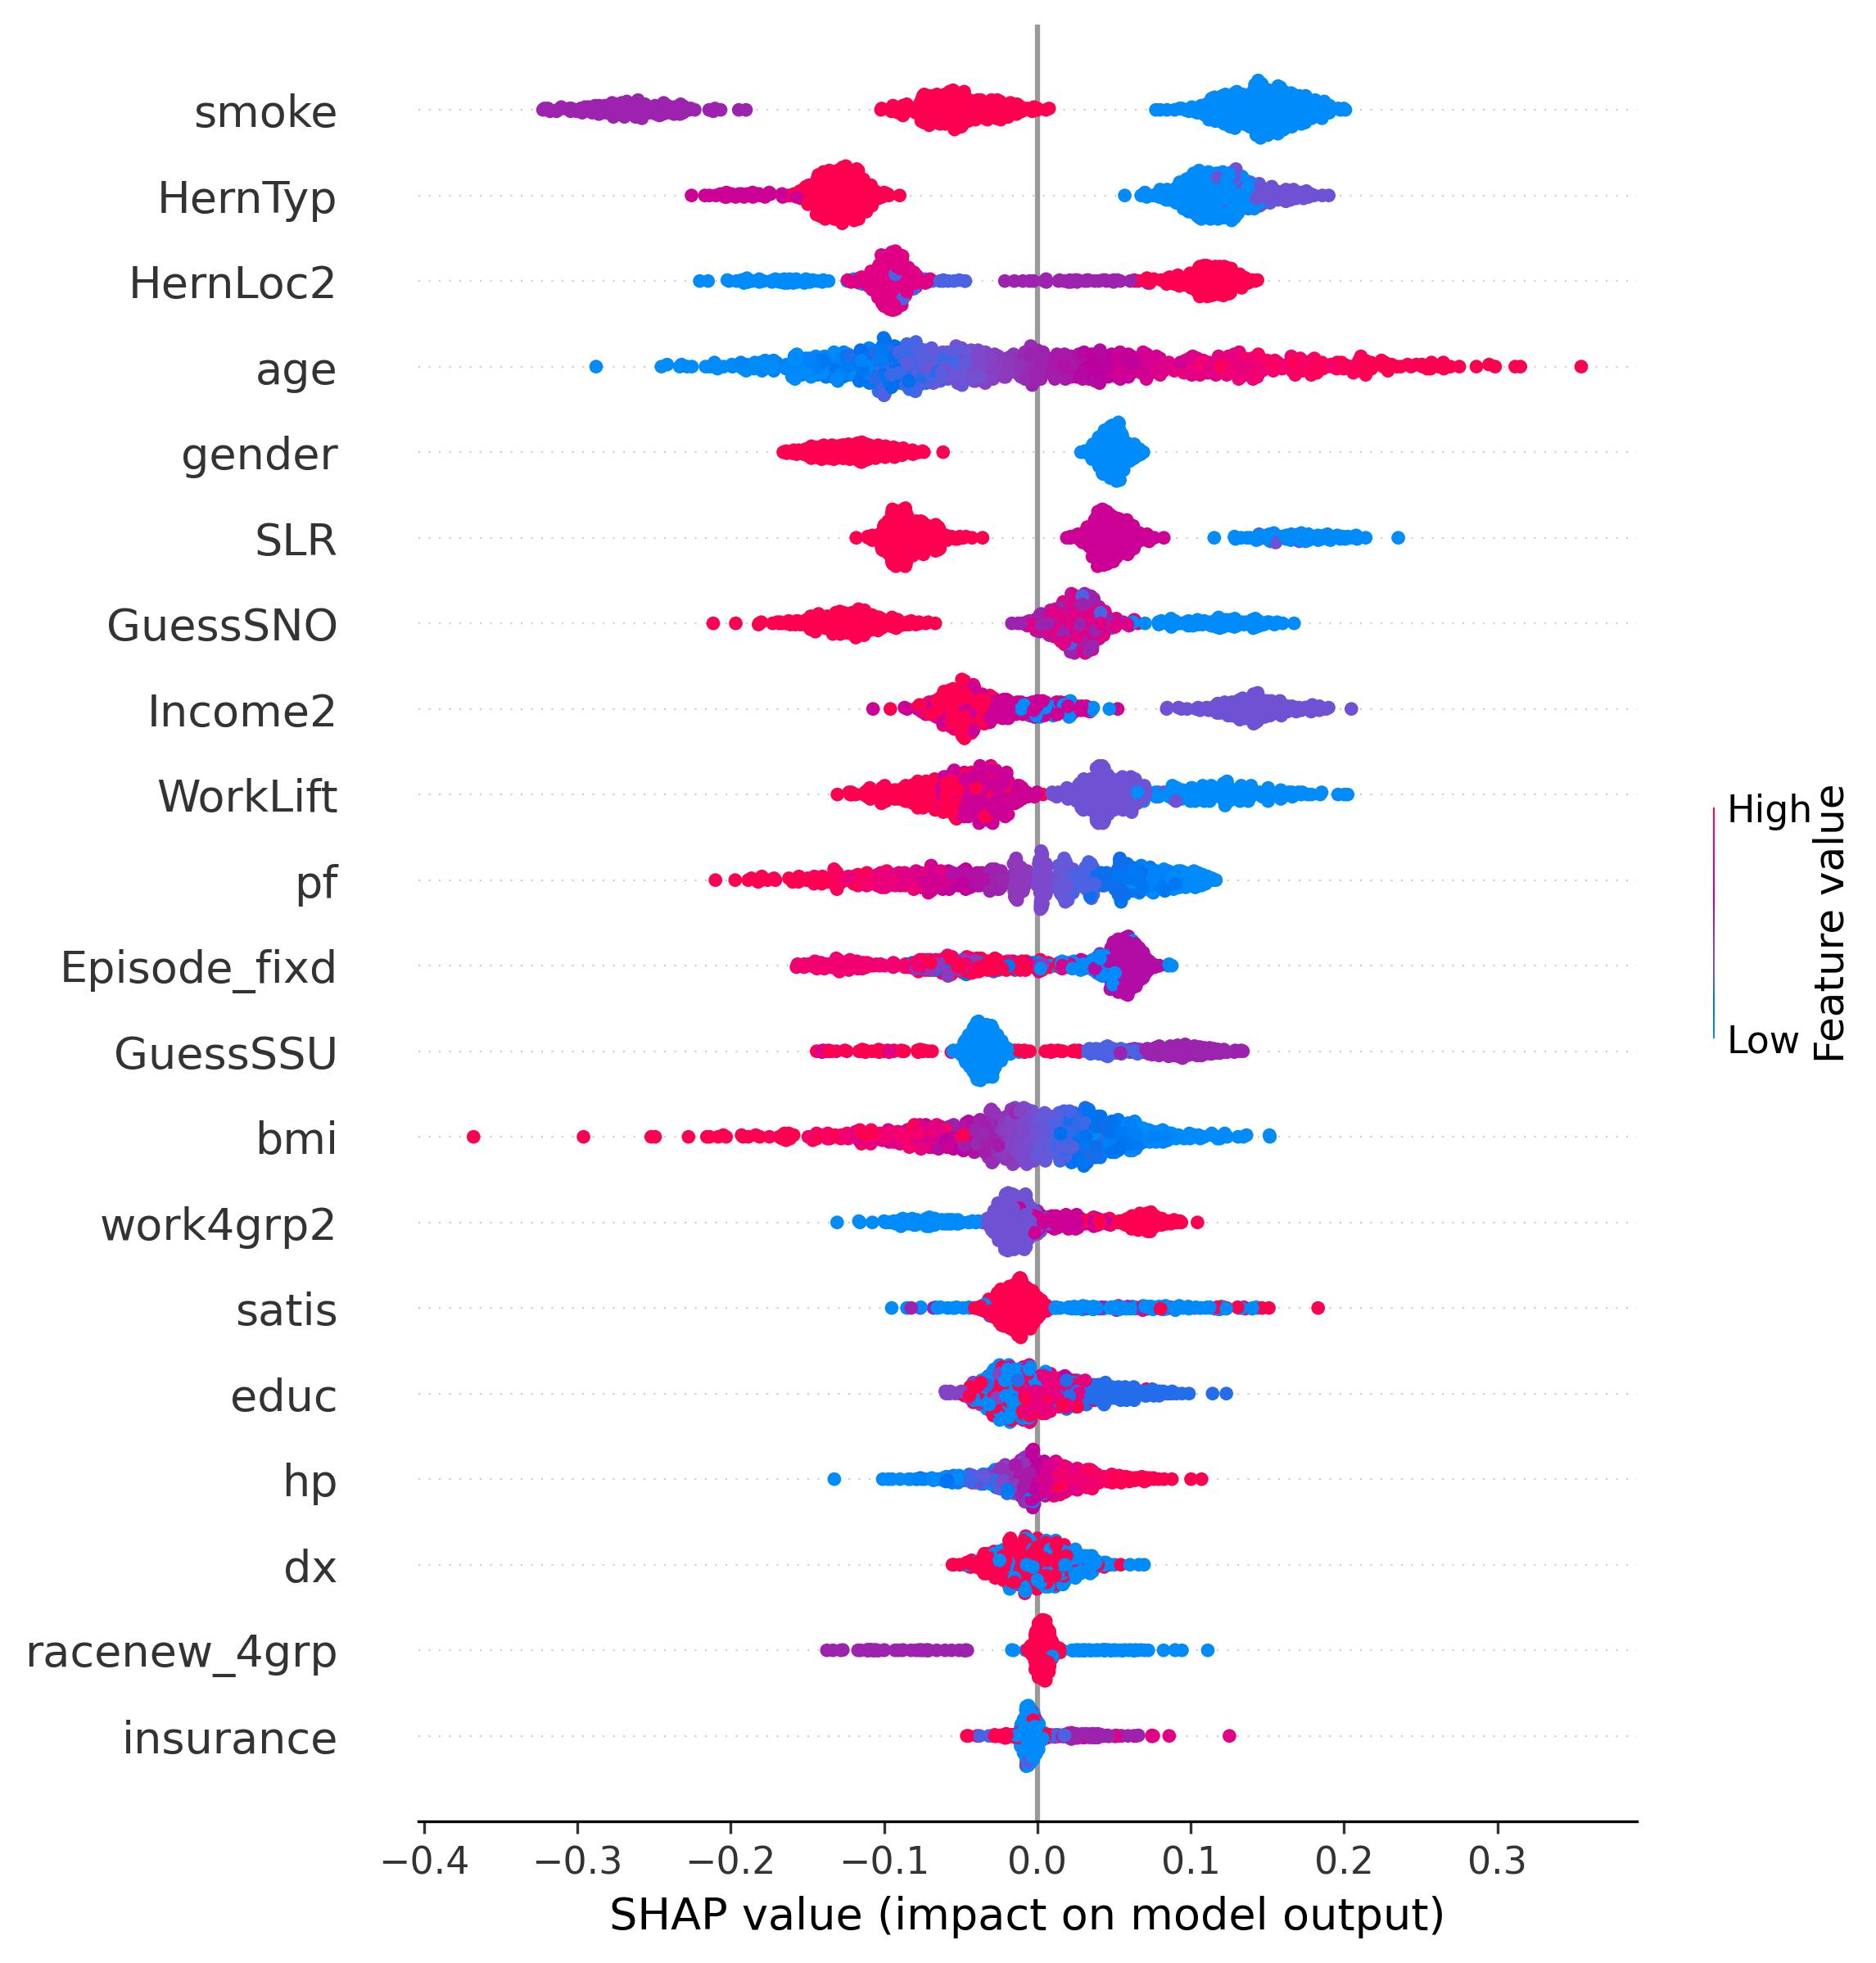 smoke
HernTyp
HernLoc2
age
gender
SLR
GuessSNO
Income2
WorkLift
pf
Episode_fixd
GuessSSU
bmi
work4grp2
satis
educ
hp
dx
racenew_4grp
insurance
−0.4 −0.3 −0.2 −0.1 0.0 0.1 0.2 0.3
SHAP value (impact on model output)
High
Low
Feature value